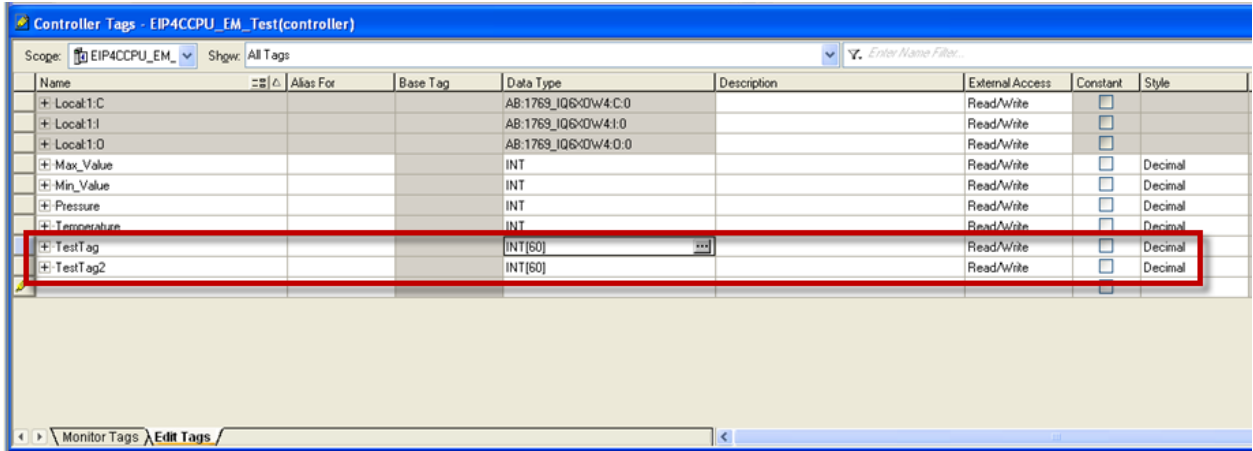 Controller Tags - EIP4CCPU_EM_Test(controller)
Scope: EIP4CCPU_EM_ Show: All Tags Enter Name Filter...
Name Alias For Base Tag Data Type Description External Access Constant Style
Local:1:C AB:1769_IQ6XOW4:C:0 Read/Write
Local:1:I AB:1769_IQ6XOW4:I:0 Read/Write
Local:1:O AB:1769_IQ6XOW4:O:0 Read/Write
Max_Value INT Read/Write Decimal
Min_Value INT Read/Write Decimal
Pressure INT Read/Write Decimal
Temperature INT Read/Write Decimal
TestTag INT[60] ... Read/Write Decimal
TestTag2 INT[60] Read/Write Decimal
Monitor Tags Edit Tags